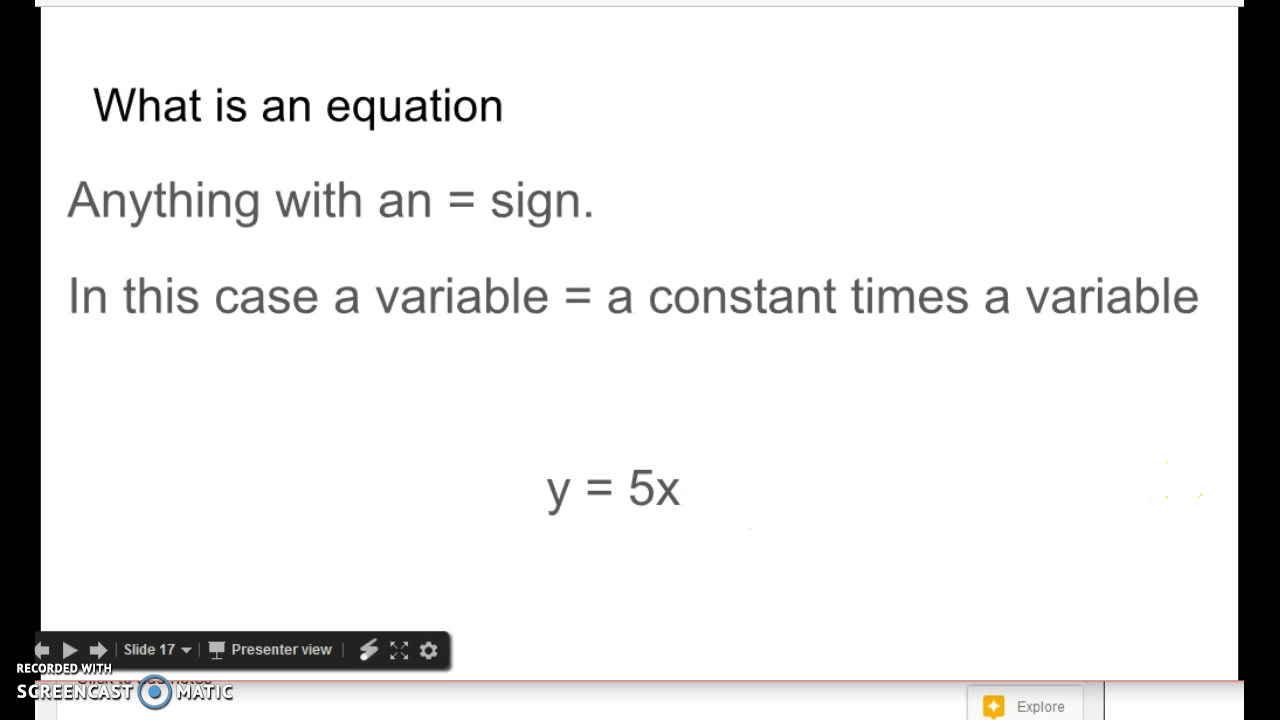 What is an equation
Anything with an = sign.
In this case a variable = a constant times a variable
y = 5x
Slide 17
Presenter view
RECORDED WITH
SCREENCAST MATIC
Explore